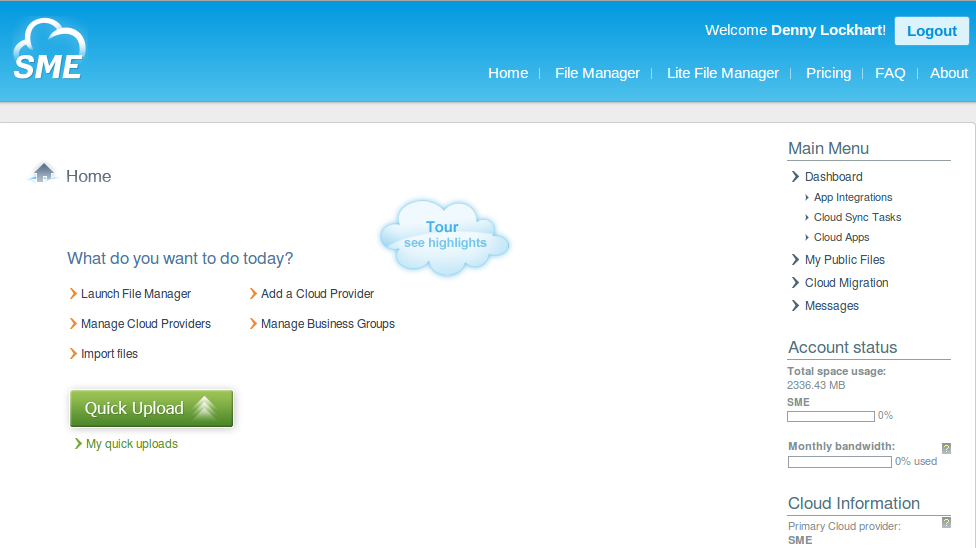 SME
Welcome Denny Lockhart!
Logout
Home
File Manager
Lite File Manager
Pricing
FAQ
About
Home
Tour
see highlights
What do you want to do today?
Launch File Manager
Add a Cloud Provider
Manage Cloud Providers
Manage Business Groups
Import files
Quick Upload
My quick uploads
Main Menu
Dashboard
App Integrations
Cloud Sync Tasks
Cloud Apps
My Public Files
Cloud Migration
Messages
Account status
Total space usage:
2336.43 MB
SME
0%
Monthly bandwidth:
?
0% used
Cloud Information
Primary Cloud provider:
?
SME